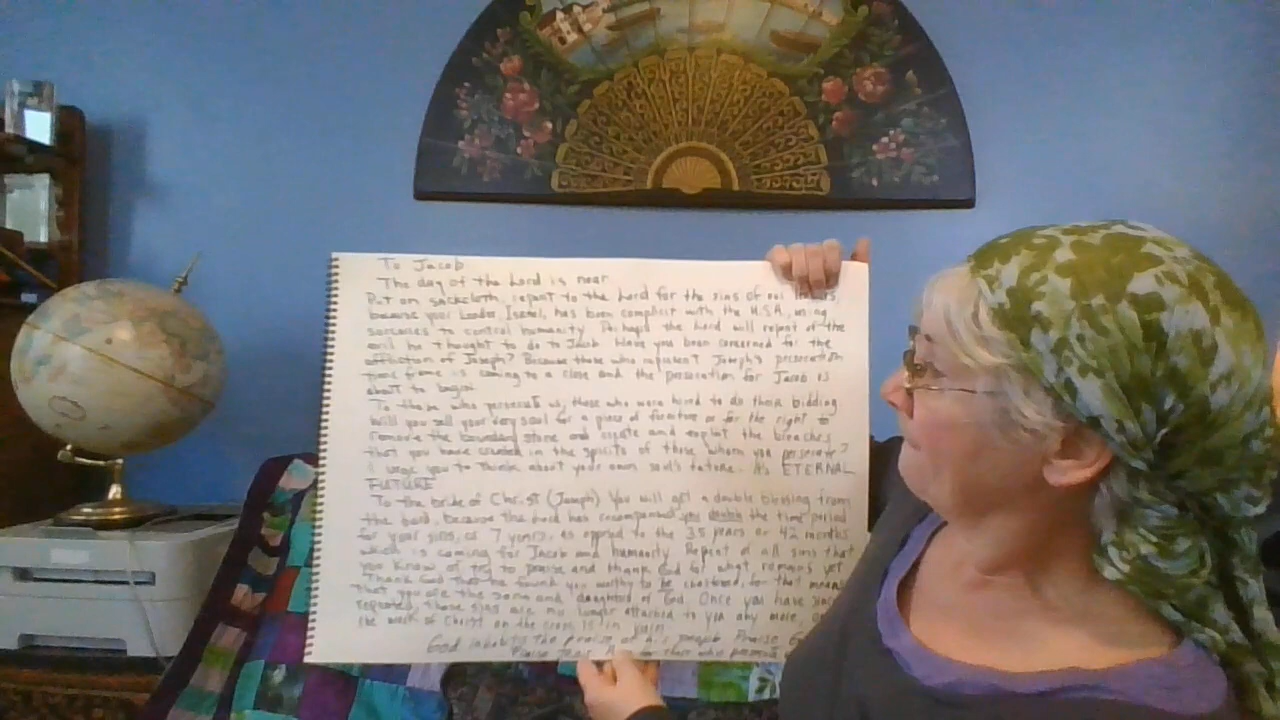 To Jacob
The day of the Lord is near
Put on sackcloth, repent to the Lord for the sins of our
because your Leader, Israel, has been complicit with the U.S.A., using
sorceries to control humanity. Perhaps the Lord will repent of the
evil he thought to do to Jacob. Have you been concerned for the
affliction of Joseph? Because those who represent Joseph's persecution
time frame is coming to a close and the persecution for Jacob is
about to begin.
To those who persecute us, those who were hired to do their bidding
will you sell your very soul for a piece of furniture or for the right to
remove the boundary stone and create and exploit the breaches
that you have created in the spirits of those whom you persecute?
I urge you to think about your own soul's future. It's ETERNAL
FUTURE
To the bride of Christ (Joseph) You will get a double blessing from
the Lord, because the Lord has recompensed you double the time period
for your sins, of 7 years, as opposed to the 3.5 years or 42 months
which is coming for Jacob and humanity. Repent of all sins that
you know of to praise and thank God for what remains yet
Thank God that he found you worthy to be chastised, for that means
that you are the sons and daughters of God. Once you have
repented, those sins are no longer attached to you any more, or
the work of Christ on the cross is in vain.
God inhabits the praise of his people Praise
Praise for those who persecute